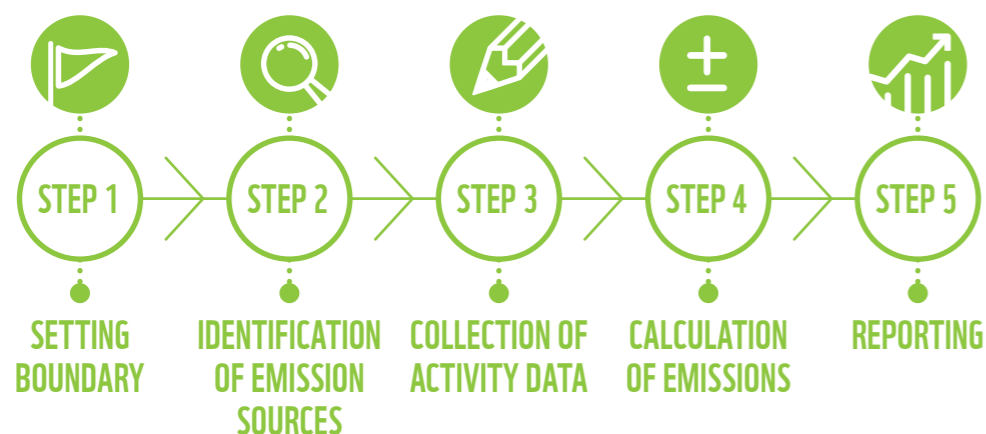 STEP 1
STEP 2
STEP 3
STEP 4
STEP 5
SETTING
BOUNDARY
IDENTIFICATION
OF EMISSION
SOURCES
COLLECTION OF
ACTIVITY DATA
CALCULATION
OF EMISSIONS
REPORTING